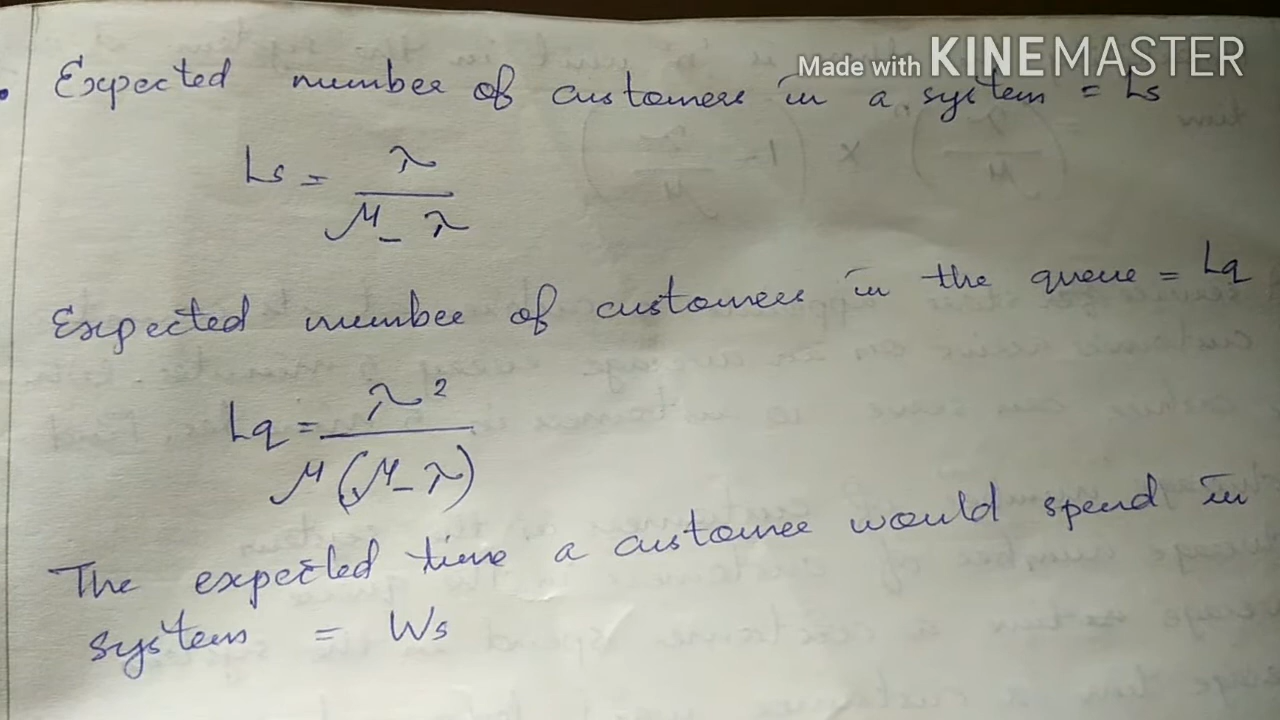 Made with KINEMASTER
Expected number of customers in a system = Ls
Ls = λ / μ - λ
Expected number of customers in the queue = Lq
Lq = λ² / μ(μ - λ)
The expected time a customer would spend in
system = Ws